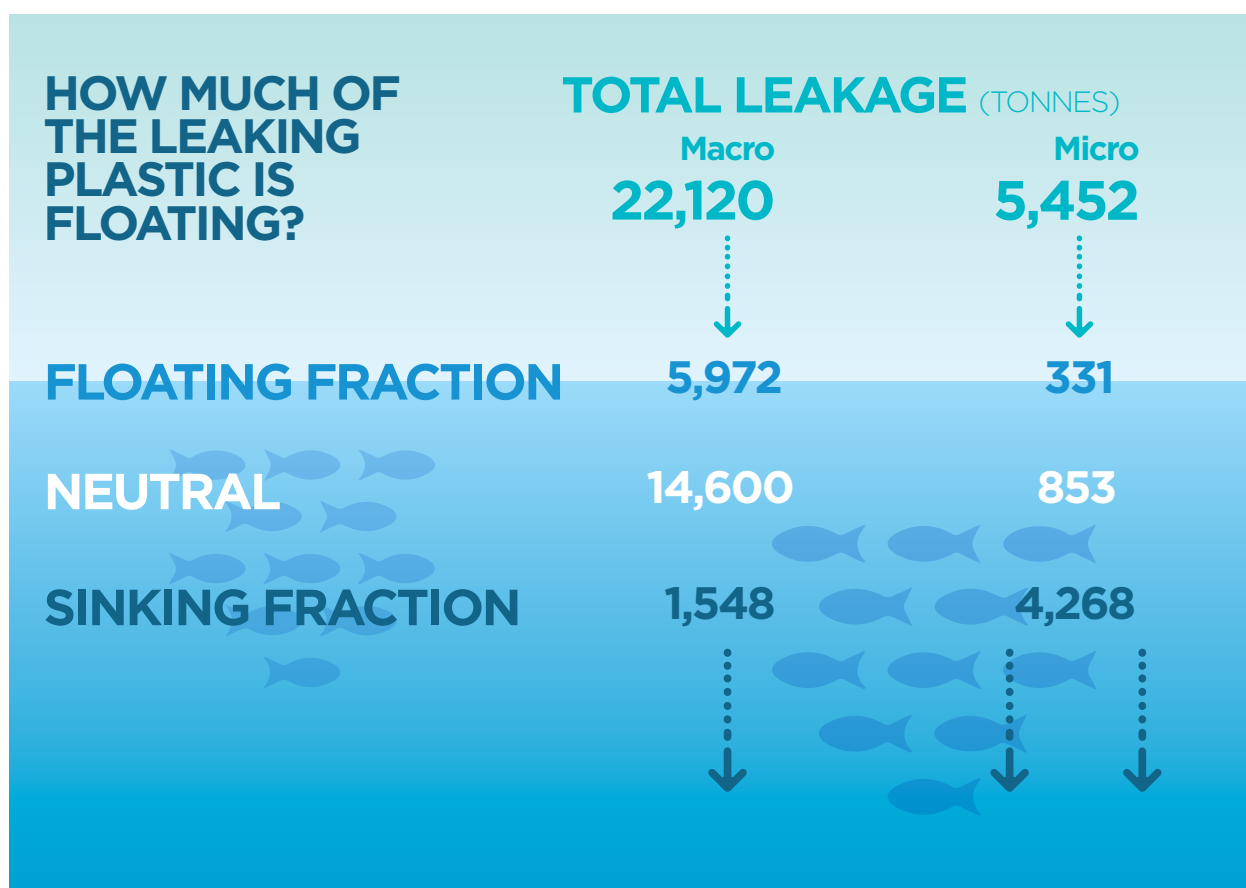 HOW MUCH OF
THE LEAKING
PLASTIC IS
FLOATING?
TOTAL LEAKAGE (TONNES)
Macro Micro
22,120 5,452
FLOATING FRACTION 5,972 331
NEUTRAL 14,600 853
SINKING FRACTION 1,548 4,268